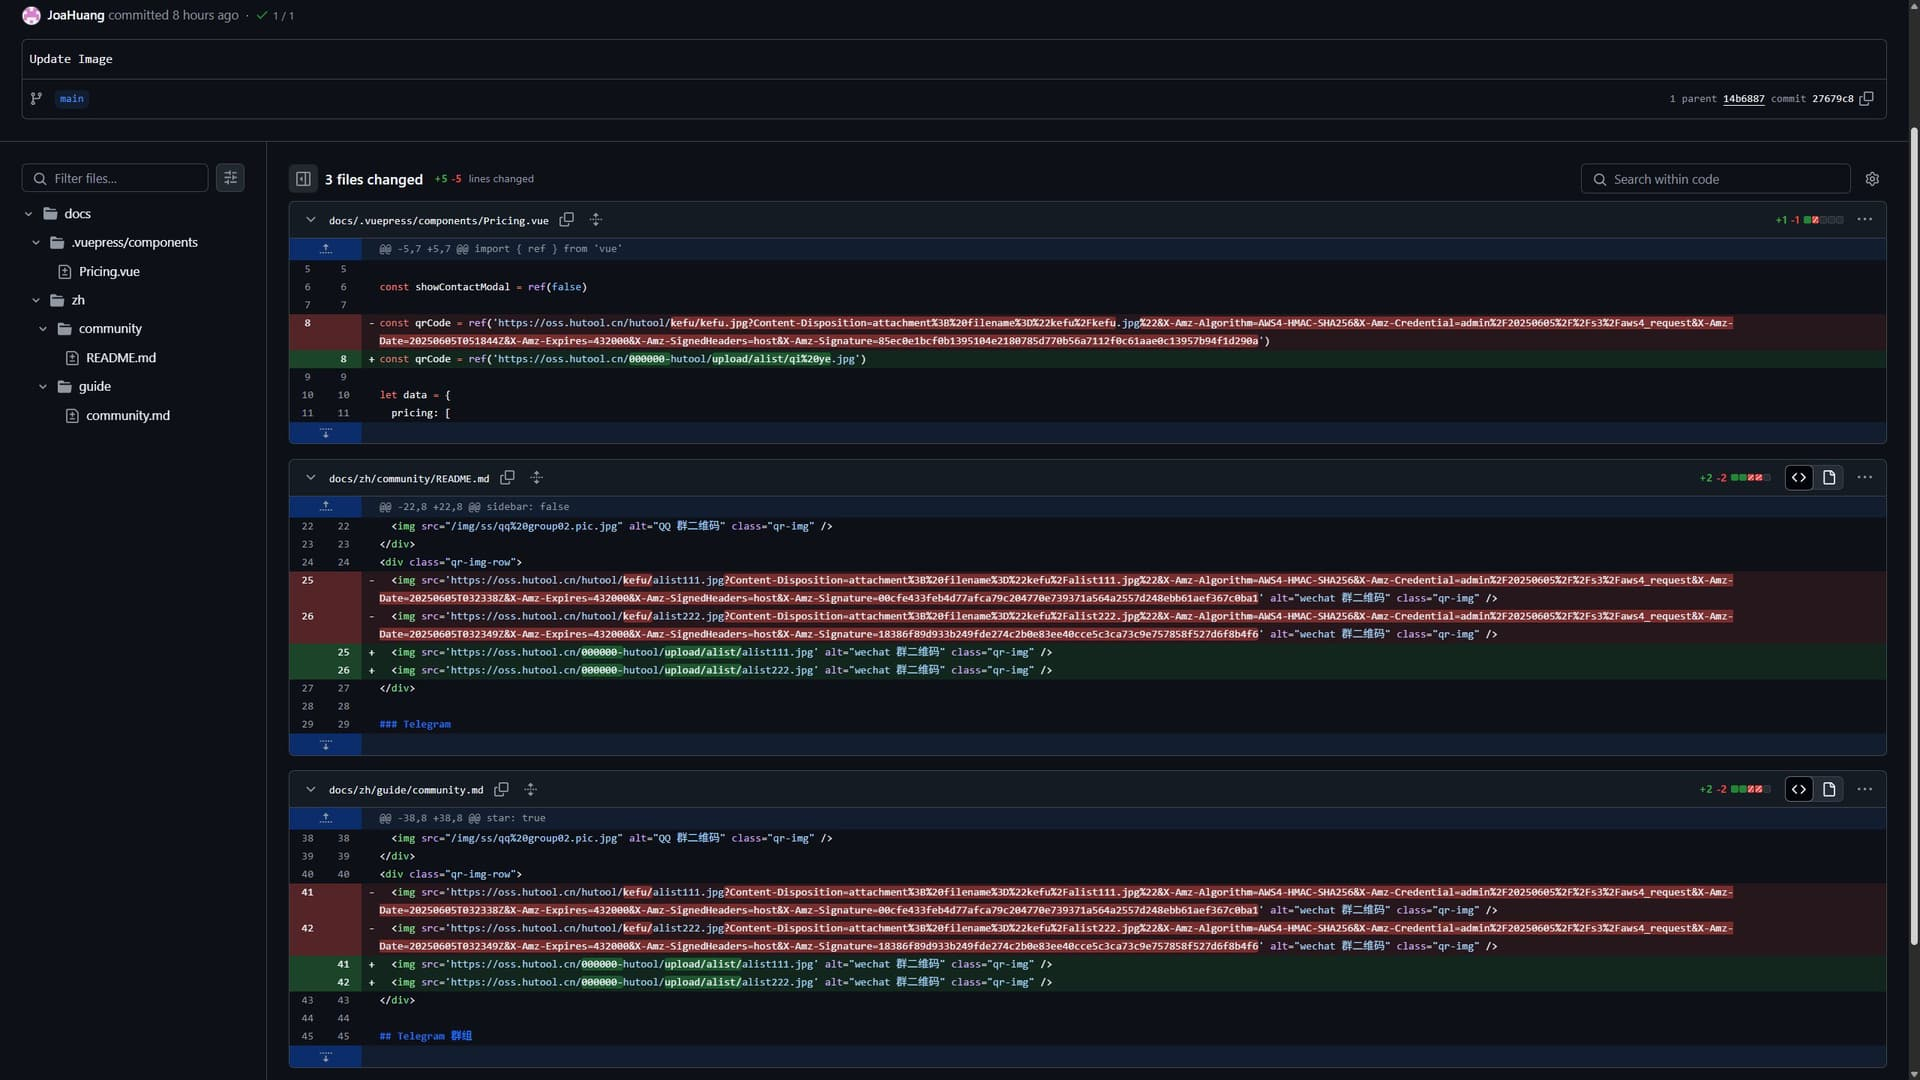 JoaHuang committed 8 hours ago · 1 / 1
Update Image
main
1 parent 14b6887 commit 27679c8
Filter files...
docs
.vuepress/components
Pricing.vue
zh
community
README.md
guide
community.md
3 files changed +5 -5 lines changed
Search within code
docs/.vuepress/components/Pricing.vue
+1 -1
@@ -5,7 +5,7 @@ import { ref } from 'vue'
5 5
6 6 const showContactModal = ref(false)
7 7
8 - const qrCode = ref('https://oss.hutool.cn/hutool/kefu/kefu.jpg?Content-Disposition=attachment%3B%20filename%3D%22kefu%2Fkefu.jpg%22&X-Amz-Algorithm=AWS4-HMAC-SHA256&X-Amz-Credential=admin%2F20250605%2F%2Fs3%2Faws4_request&X-Amz-
Date=20250605T051844Z&X-Amz-Expires=432000&X-Amz-SignedHeaders=host&X-Amz-Signature=85ec0e1bcf0b1395104e2180785d770b56a7112f0c61aae0c13957b94f1d290a')
8 + const qrCode = ref('https://oss.hutool.cn/000000-hutool/upload/alist/qi%20ye.jpg')
9 9
10 10 let data = {
11 11 pricing: [
docs/zh/community/README.md
+2 -2
@@ -22,8 +22,8 @@ sidebar: false
22 22 <img src="/img/ss/qq%20group02.pic.jpg" alt="QQ 群二维码" class="qr-img" />
23 23 </div>
24 24 <div class="qr-img-row">
25 - <img src='https://oss.hutool.cn/hutool/kefu/alist111.jpg?Content-Disposition=attachment%3B%20filename%3D%22kefu%2Falist111.jpg%22&X-Amz-Algorithm=AWS4-HMAC-SHA256&X-Amz-Credential=admin%2F20250605%2F%2Fs3%2Faws4_request&X-Amz-
Date=20250605T032338Z&X-Amz-Expires=432000&X-Amz-SignedHeaders=host&X-Amz-Signature=00cfe433feb4d77afca79c204770e739371a564a2557d248ebb61aef367c0ba1' alt="wechat 群二维码" class="qr-img" />
26 - <img src='https://oss.hutool.cn/hutool/kefu/alist222.jpg?Content-Disposition=attachment%3B%20filename%3D%22kefu%2Falist222.jpg%22&X-Amz-Algorithm=AWS4-HMAC-SHA256&X-Amz-Credential=admin%2F20250605%2F%2Fs3%2Faws4_request&X-Amz-
Date=20250605T032349Z&X-Amz-Expires=432000&X-Amz-SignedHeaders=host&X-Amz-Signature=18386f89d933b249fde274c2b0e83ee40cce5c3ca73c9e757858f527d6f8b4f6' alt="wechat 群二维码" class="qr-img" />
25 + <img src='https://oss.hutool.cn/000000-hutool/upload/alist/alist111.jpg' alt="wechat 群二维码" class="qr-img" />
26 + <img src='https://oss.hutool.cn/000000-hutool/upload/alist/alist222.jpg' alt="wechat 群二维码" class="qr-img" />
27 27 </div>
28 28
29 29 ### Telegram
docs/zh/guide/community.md
+2 -2
@@ -38,8 +38,8 @@ star: true
38 38 <img src="/img/ss/qq%20group02.pic.jpg" alt="QQ 群二维码" class="qr-img" />
39 39 </div>
40 40 <div class="qr-img-row">
41 - <img src='https://oss.hutool.cn/hutool/kefu/alist111.jpg?Content-Disposition=attachment%3B%20filename%3D%22kefu%2Falist111.jpg%22&X-Amz-Algorithm=AWS4-HMAC-SHA256&X-Amz-Credential=admin%2F20250605%2F%2Fs3%2Faws4_request&X-Amz-
Date=20250605T032338Z&X-Amz-Expires=432000&X-Amz-SignedHeaders=host&X-Amz-Signature=00cfe433feb4d77afca79c204770e739371a564a2557d248ebb61aef367c0ba1' alt="wechat 群二维码" class="qr-img" />
42 - <img src='https://oss.hutool.cn/hutool/kefu/alist222.jpg?Content-Disposition=attachment%3B%20filename%3D%22kefu%2Falist222.jpg%22&X-Amz-Algorithm=AWS4-HMAC-SHA256&X-Amz-Credential=admin%2F20250605%2F%2Fs3%2Faws4_request&X-Amz-
Date=20250605T032349Z&X-Amz-Expires=432000&X-Amz-SignedHeaders=host&X-Amz-Signature=18386f89d933b249fde274c2b0e83ee40cce5c3ca73c9e757858f527d6f8b4f6' alt="wechat 群二维码" class="qr-img" />
41 + <img src='https://oss.hutool.cn/000000-hutool/upload/alist/alist111.jpg' alt="wechat 群二维码" class="qr-img" />
42 + <img src='https://oss.hutool.cn/000000-hutool/upload/alist/alist222.jpg' alt="wechat 群二维码" class="qr-img" />
43 43 </div>
44 44
45 45 ## Telegram 群组